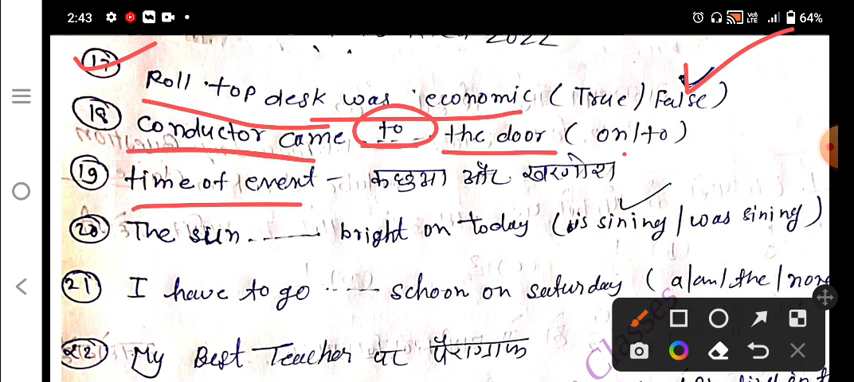 2:43 64%
2022
17 Roll top desk was economic (True) False)
18 Conductor came to the door (on/to)
19 time of event - कछुआ और खरगोश
20 The sun ...... bright on today (is sining/was sining)
21 I have to go ..... schoon on saturday (a/an/the/none
22 My Best Teacher पर पैराग्राफ
Classes